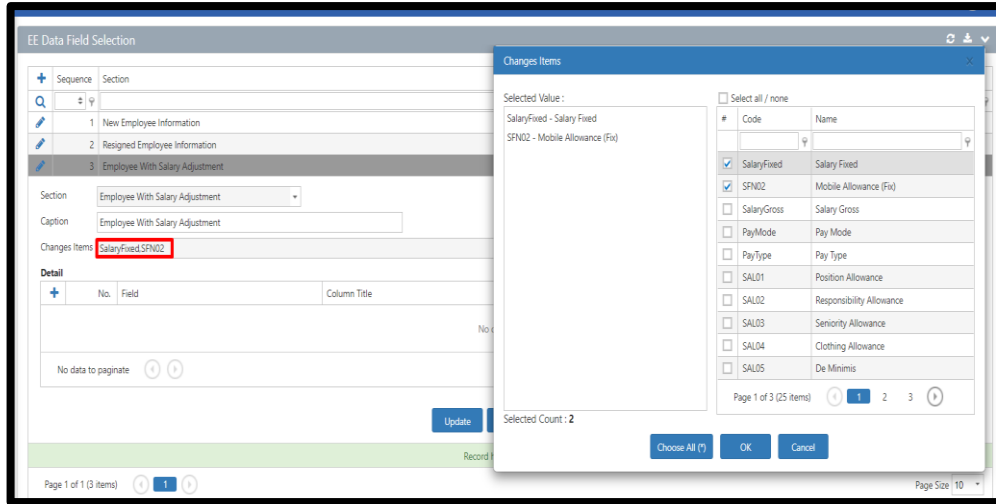 EE Data Field Selection
Sequence Section
1 New Employee Information
2 Resigned Employee Information
3 Employee With Salary Adjustment
Section Employee With Salary Adjustment
Caption Employee With Salary Adjustment
Changes Items SalaryFixed.SFN02
Detail
No. Field Column Title
No
No data to paginate
Update
Record
Page 1 of 1 (3 items) 1
Page Size 10
Changes Items X
Selected Value :
SalaryFixed - Salary Fixed
SFN02 - Mobile Allowance (Fix)
Selected Count : 2
Select all / none
# Code Name
SalaryFixed Salary Fixed
SFN02 Mobile Allowance (Fix)
SalaryGross Salary Gross
PayMode Pay Mode
PayType Pay Type
SAL01 Position Allowance
SAL02 Responsibility Allowance
SAL03 Seniority Allowance
SAL04 Clothing Allowance
SAL05 De Minimis
Page 1 of 3 (25 items) 1 2 3
Choose All (*) OK Cancel